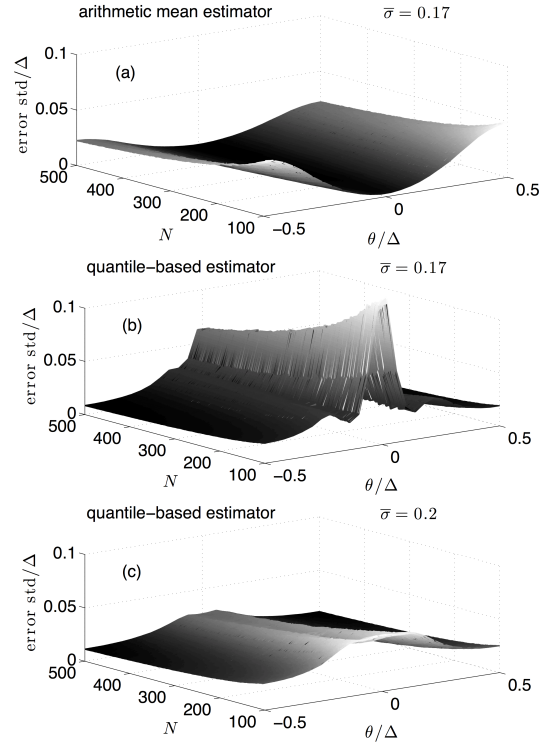 arithmetic mean estimator
σ̅ = 0.17
(a)
error std/Δ
0.1
0.05
0
500
400
300
200
100
N
−0.5
0
0.5
θ/Δ
quantile−based estimator
σ̅ = 0.17
(b)
error std/Δ
0.1
0.05
0
500
400
300
200
100
N
−0.5
0
0.5
θ/Δ
quantile−based estimator
σ̅ = 0.2
(c)
error std/Δ
0.1
0.05
0
500
400
300
200
100
N
−0.5
0
0.5
θ/Δ